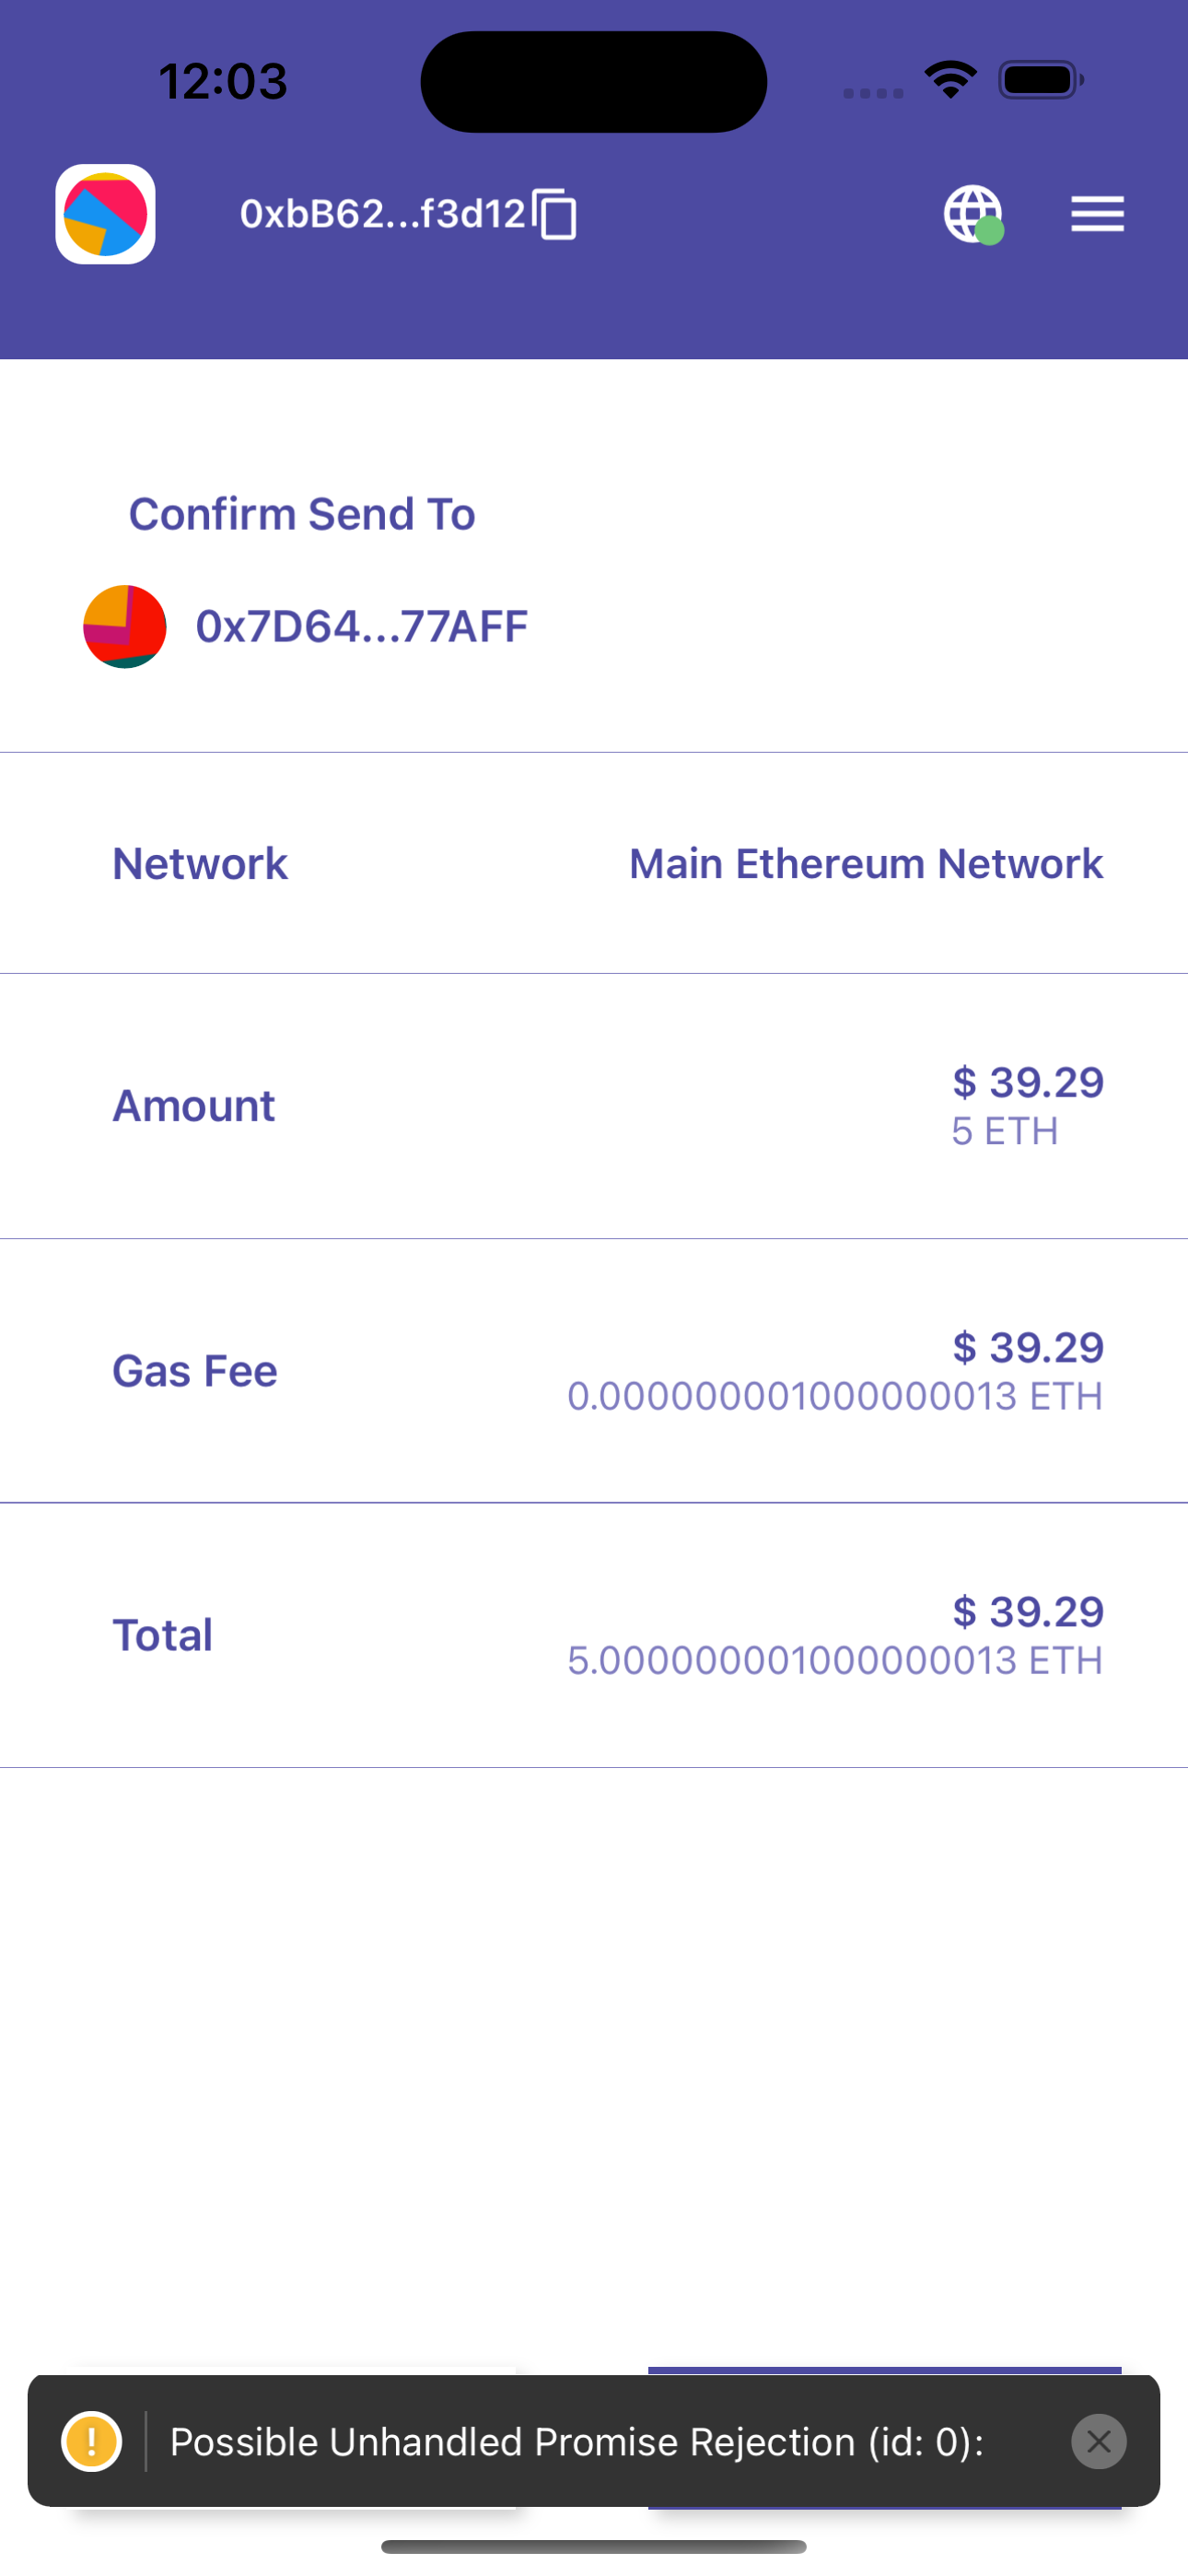 12:03
0xbB62...f3d12
Confirm Send To
0x7D64...77AFF
Network
Main Ethereum Network
Amount
$ 39.29
5 ETH
Gas Fee
$ 39.29
0.000000001000000013 ETH
Total
$ 39.29
5.000000001000000013 ETH
! Possible Unhandled Promise Rejection (id: 0):